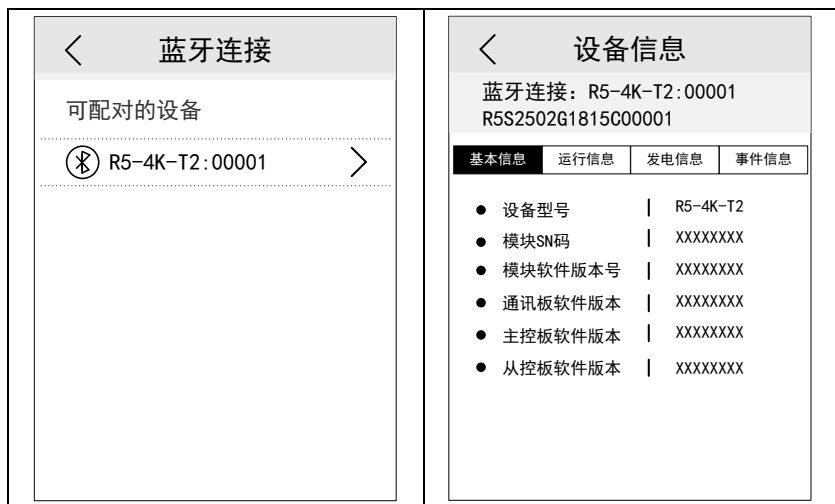 蓝牙连接
可配对的设备
R5-4K-T2:00001
设备信息
蓝牙连接：R5-4K-T2:00001
R5S2502G1815C00001
基本信息 运行信息 发电信息 事件信息
设备型号 R5-4K-T2
模块SN码 XXXXXXXX
模块软件版本号 XXXXXXXX
通讯板软件版本 XXXXXXXX
主控板软件版本 XXXXXXXX
从控板软件版本 XXXXXXXX